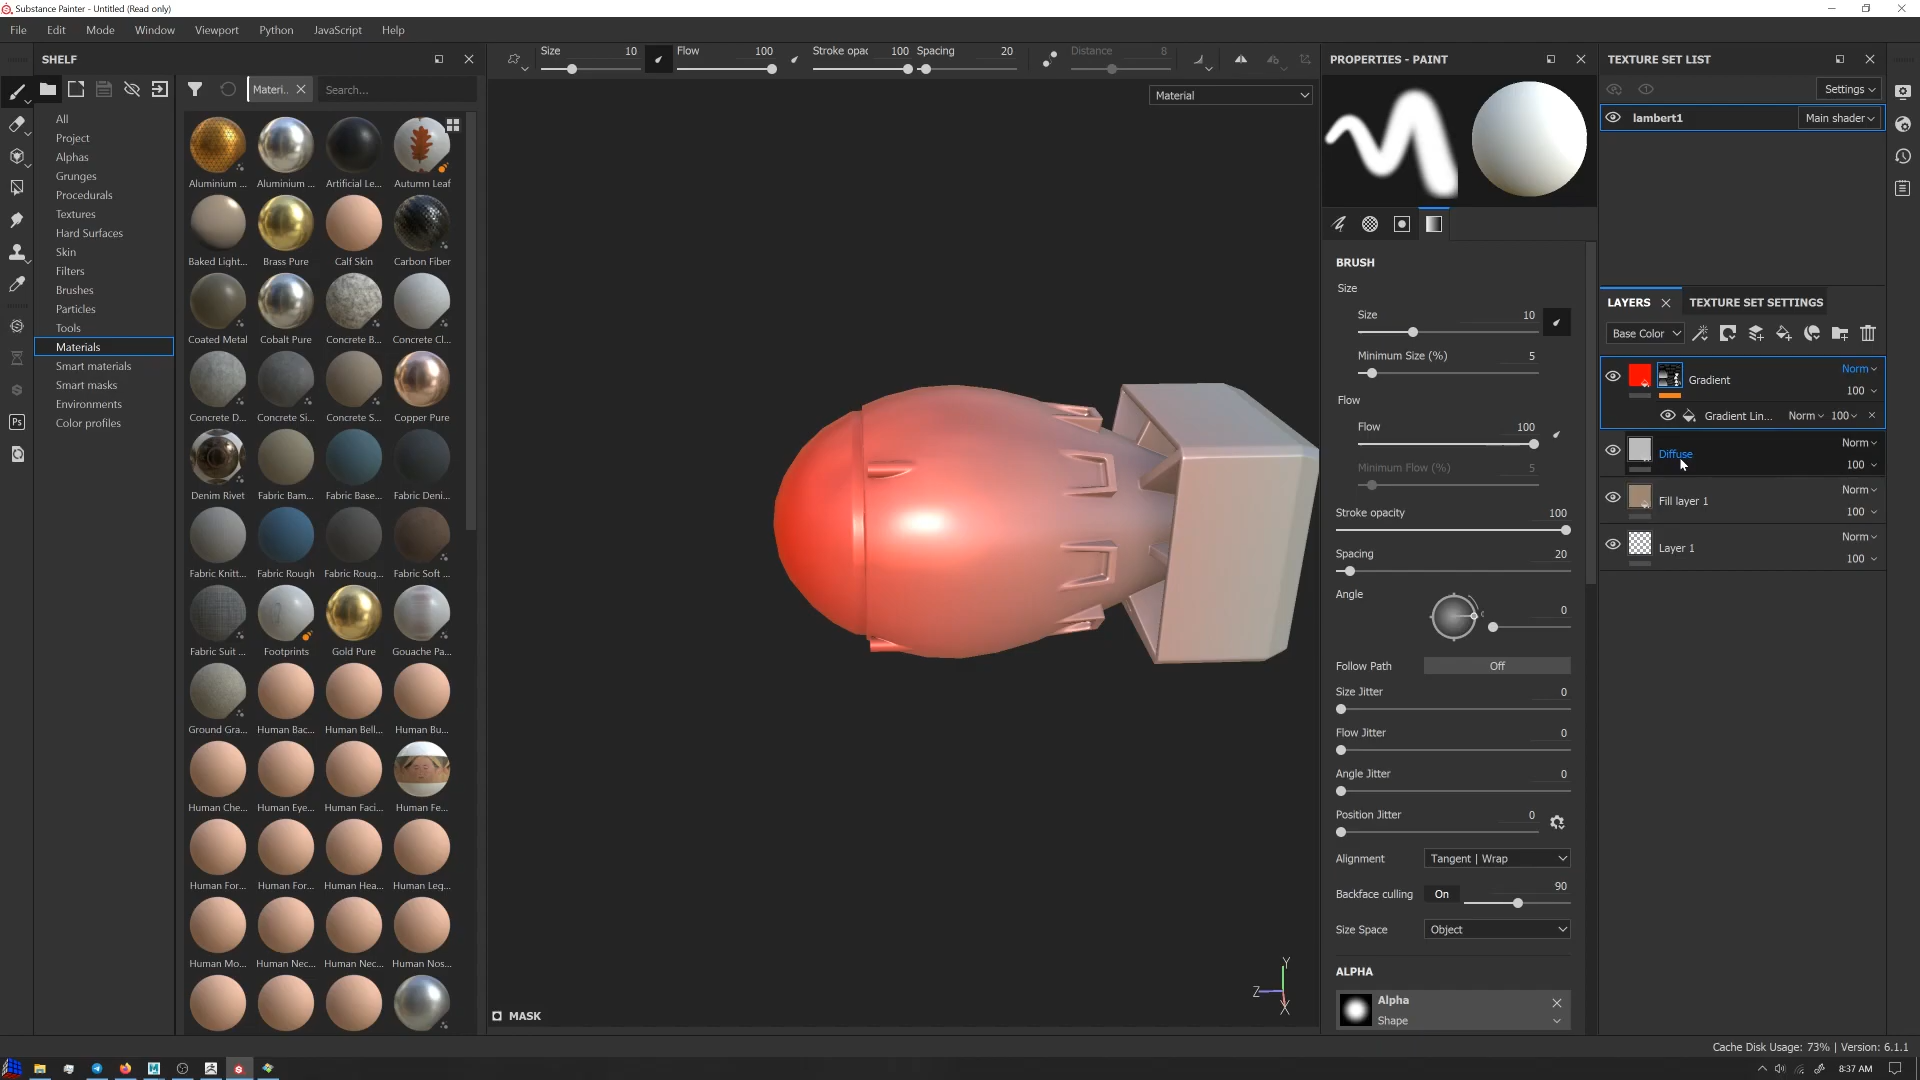 Substance Painter - Untitled (Read only)
File Edit Mode Window Viewport Python JavaScript Help
SHELF
Materi..
Search...
All
Project
Alphas
Grunges
Procedurals
Textures
Hard Surfaces
Skin
Filters
Brushes
Particles
Tools
Materials
Smart materials
Smart masks
Environments
Color profiles
Ps
Aluminium ... Aluminium ... Artificial Le... Autumn Leaf
Baked Light... Brass Pure Calf Skin Carbon Fiber
Coated Metal Cobalt Pure Concrete B... Concrete Cl...
Concrete D... Concrete Si... Concrete S... Copper Pure
Denim Rivet Fabric Bam... Fabric Base... Fabric Deni...
Fabric Knitt... Fabric Rough Fabric Roug... Fabric Soft ...
Fabric Suit ... Footprints Gold Pure Gouache Pa...
Ground Gra... Human Bac... Human Bell... Human Bu...
Human Che... Human Eye... Human Faci... Human Fe...
Human For... Human For... Human Hea... Human Leg...
Human Mo... Human Nec... Human Nec... Human Nos...
Size 10 Flow 100 Stroke opac 100 Spacing 20 Distance 8
Material
MASK
Y
Z
X
PROPERTIES - PAINT
BRUSH
Size
Size 10
Minimum Size (%) 5
Flow
Flow 100
Minimum Flow (%) 5
Stroke opacity 100
Spacing 20
Angle 0
Follow Path Off
Size Jitter 0
Flow Jitter 0
Angle Jitter 0
Position Jitter 0
Alignment Tangent | Wrap
Backface culling On 90
Size Space Object
ALPHA
Alpha
Shape
TEXTURE SET LIST
Settings
lambert1 Main shader
LAYERS TEXTURE SET SETTINGS
Base Color
Gradient Norm 100
Gradient Lin... Norm 100
Diffuse Norm 100
Fill layer 1 Norm 100
Layer 1 Norm 100
Cache Disk Usage: 73% | Version: 6.1.1
8:37 AM